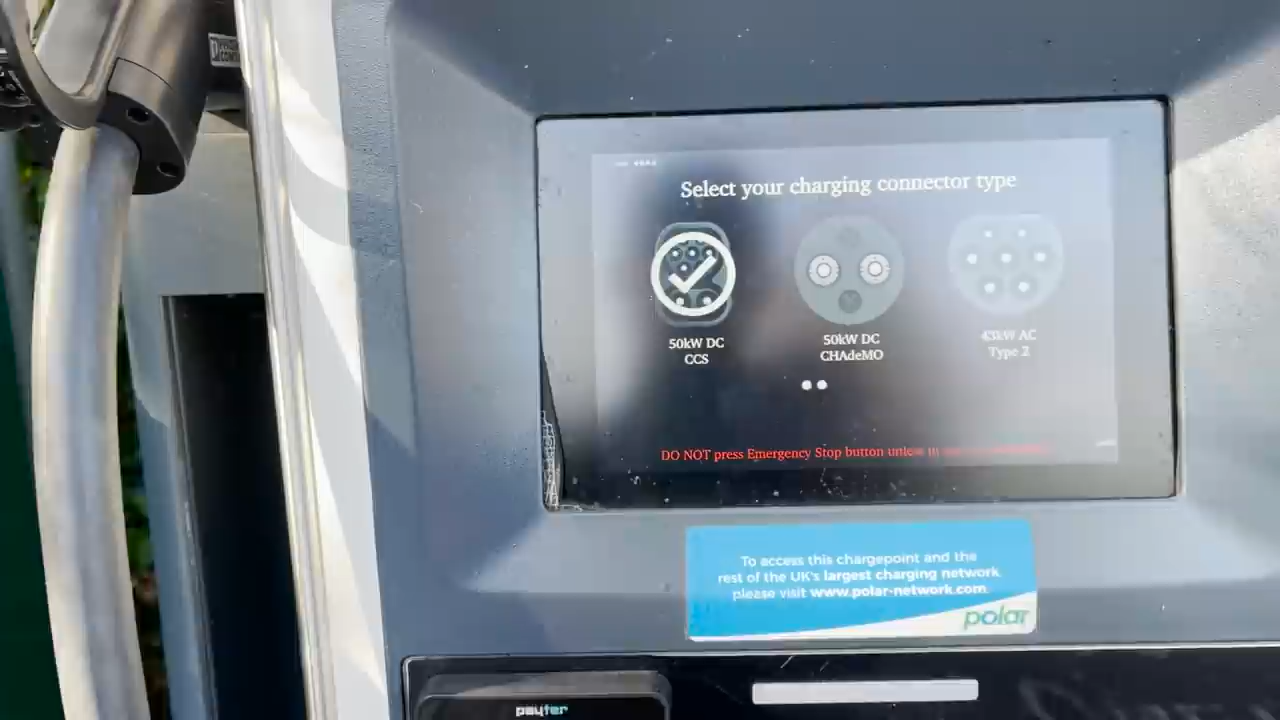 Select your charging connector type
50kW DC
CCS
50kW DC
CHAdeMO
43kW AC
Type 2
DO NOT press Emergency Stop button unless in
To access this chargepoint and the
rest of the UK's largest charging network
please visit www.polar-network.com
polar
payter